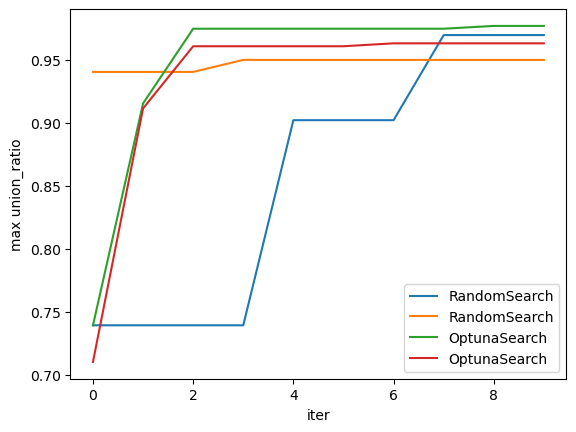 max union_ratio
0.95
0.90
0.85
0.80
0.75
0.70
0
2
4
6
8
iter
RandomSearch
RandomSearch
OptunaSearch
OptunaSearch